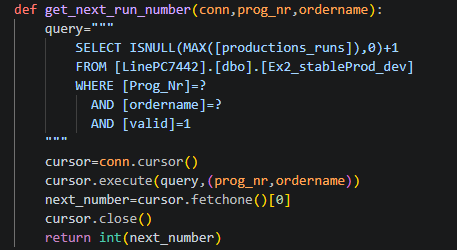 def get_next_run_number(conn,prog_nr,ordername):
    query="""
        SELECT ISNULL(MAX([productions_runs]),0)+1
        FROM [LinePC7442].[dbo].[Ex2_stableProd_dev]
        WHERE [Prog_Nr]=?
          AND [ordername]=?
          AND [valid]=1
    """
    cursor=conn.cursor()
    cursor.execute(query,(prog_nr,ordername))
    next_number=cursor.fetchone()[0]
    cursor.close()
    return int(next_number)